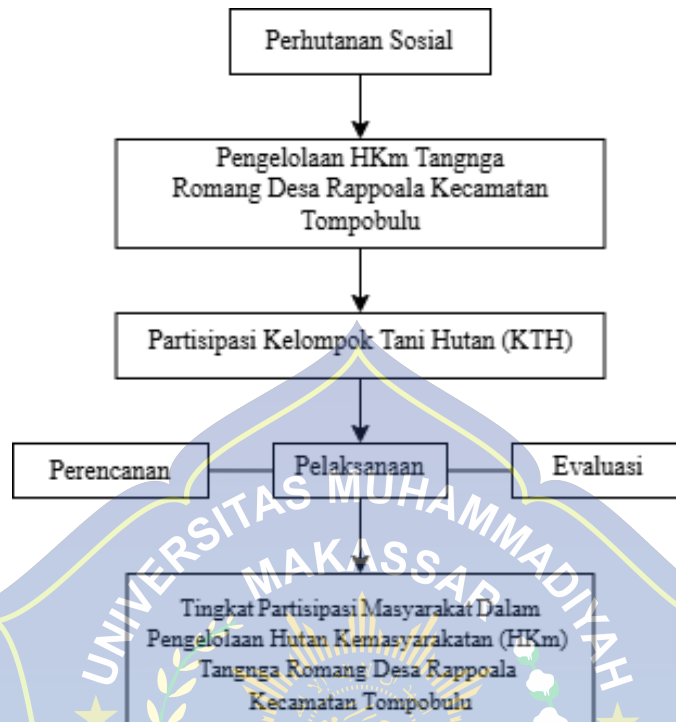 Perhutanan Sosial
Pengelolaan HKm Tangnga
Romang Desa Rappoala Kecamatan
Tompobulu
Partisipasi Kelompok Tani Hutan (KTH)
Perencanan
Pelaksanaan
Evaluasi
UNIVERSITAS MUHAMMADIYAH
MAKASSAR
Tingkat Partisipasi Masyarakat Dalam
Pengelolaan Hutan Kemasyarakatan (HKm)
Tangnga Romang Desa Rappoala
Kecamatan Tompobulu